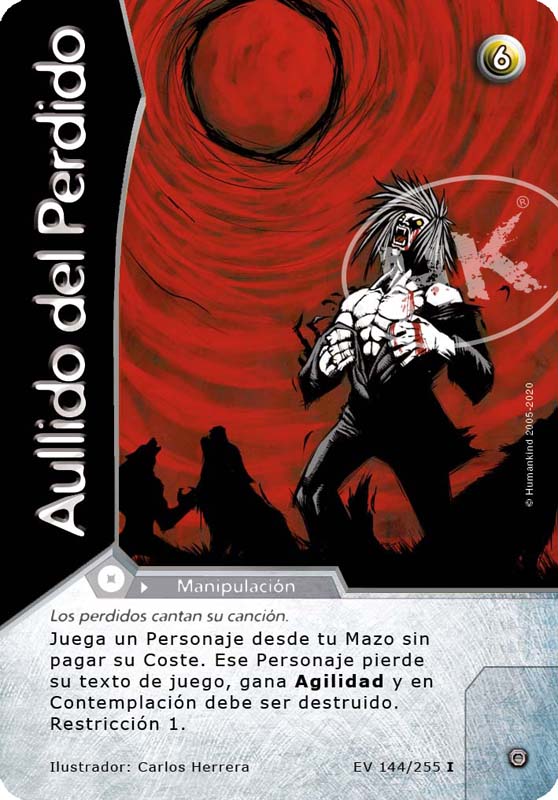 Aulllido del Perdido
6
HK®
© Humankind 2005-2020
Manipulación
Los perdidos cantan su canción.
Juega un Personaje desde tu Mazo sin
pagar su Coste. Ese Personaje pierde
su texto de juego, gana Agilidad y en
Contemplación debe ser destruido.
Restricción 1.
Ilustrador: Carlos Herrera
EV 144/255 I